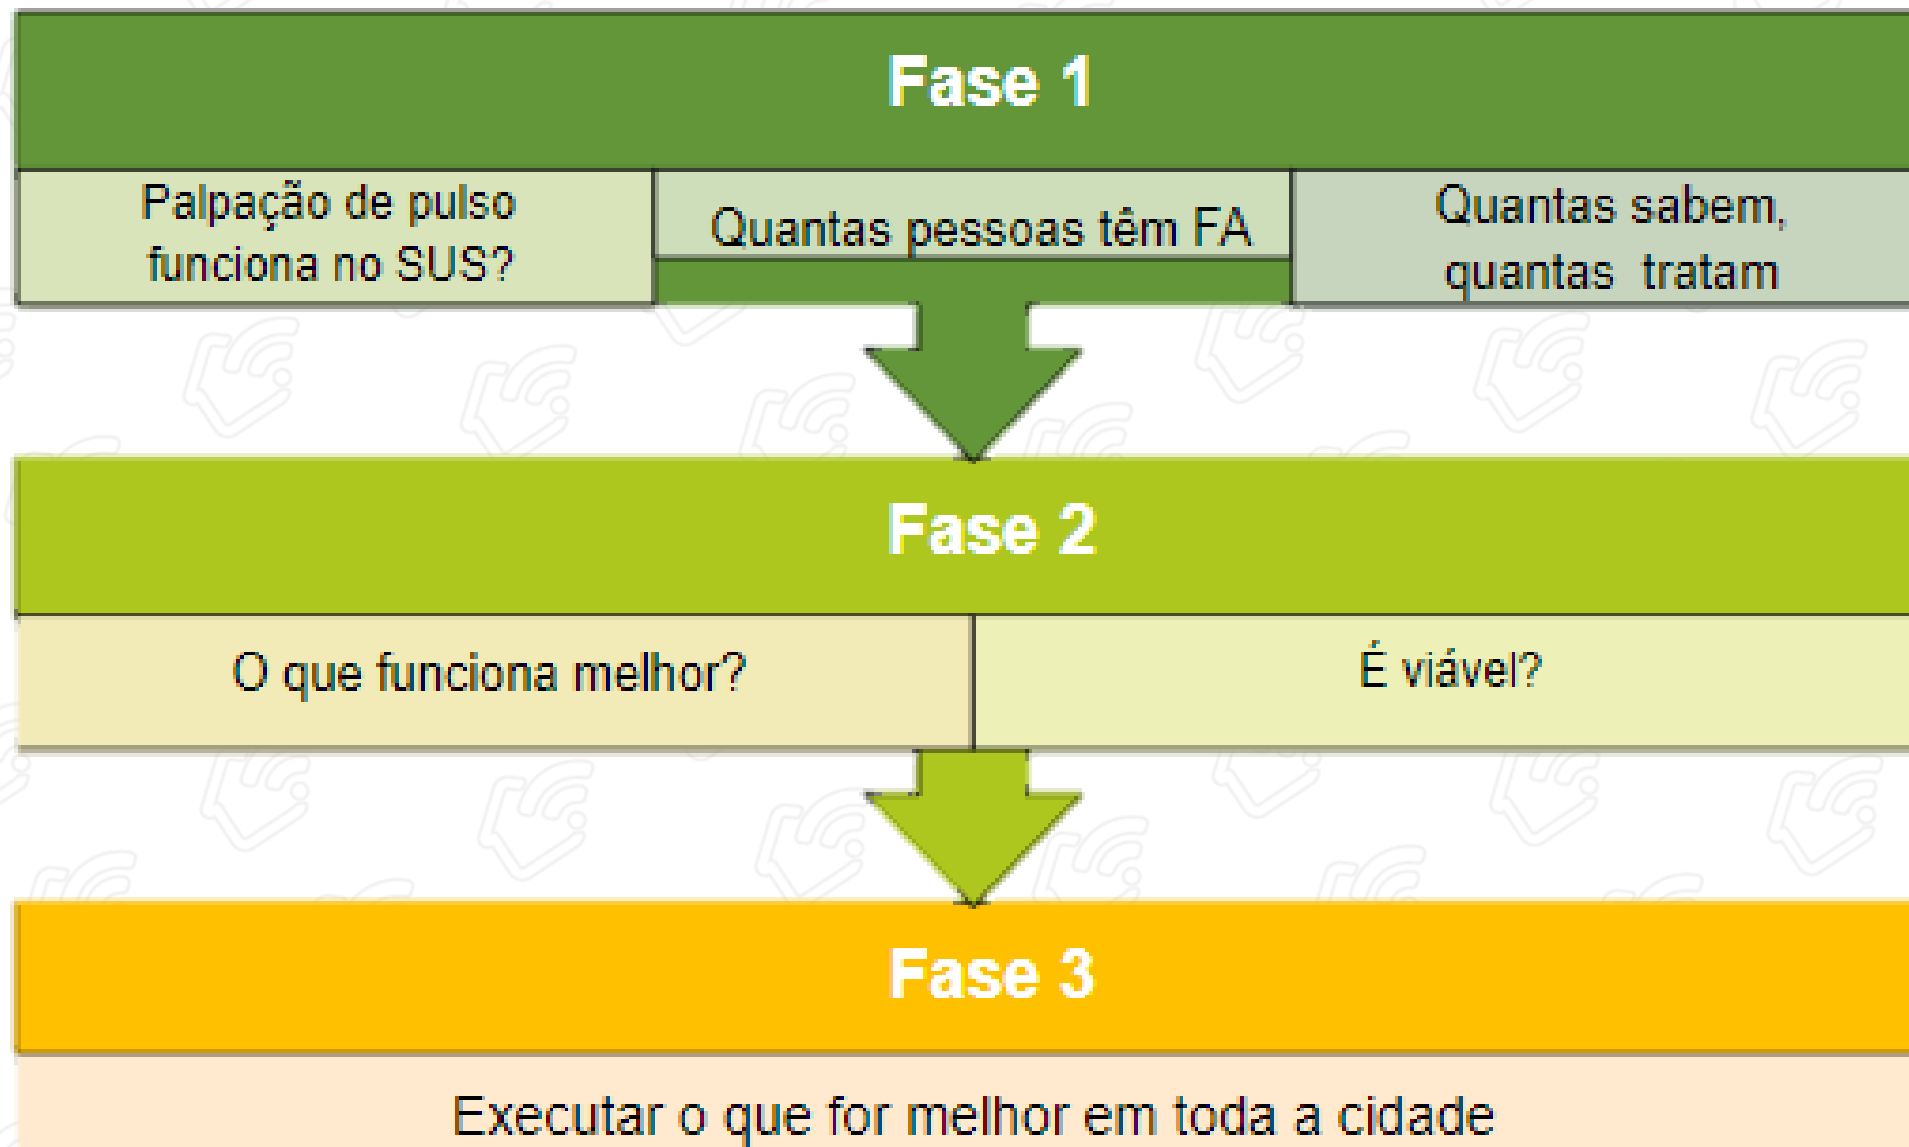 Fase 1
Palpação de pulso
funciona no SUS?
Quantas pessoas têm FA
Quantas sabem,
quantas tratam
Fase 2
O que funciona melhor?
É viável?
Fase 3
Executar o que for melhor em toda a cidade